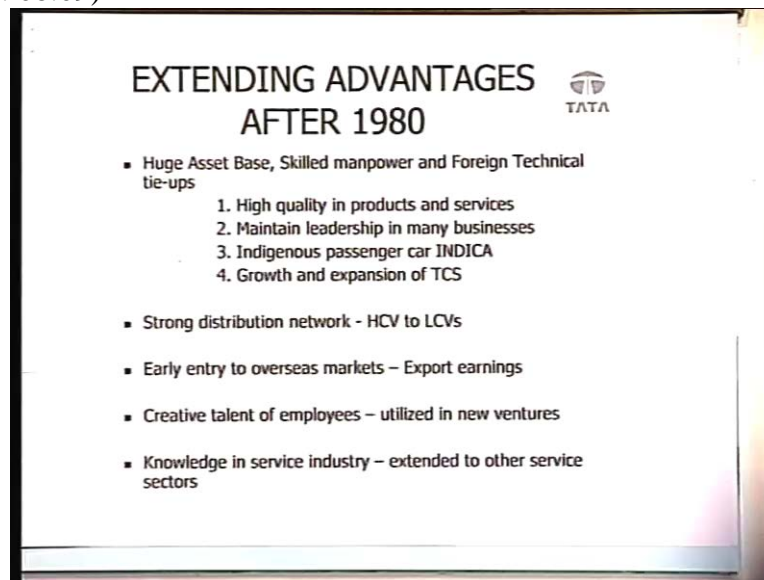 EXTENDING ADVANTAGES
AFTER 1980
TATA
▪ Huge Asset Base, Skilled manpower and Foreign Technical
tie-ups
1. High quality in products and services
2. Maintain leadership in many businesses
3. Indigenous passenger car INDICA
4. Growth and expansion of TCS
▪ Strong distribution network - HCV to LCVs
▪ Early entry to overseas markets – Export earnings
▪ Creative talent of employees – utilized in new ventures
▪ Knowledge in service industry – extended to other service
sectors